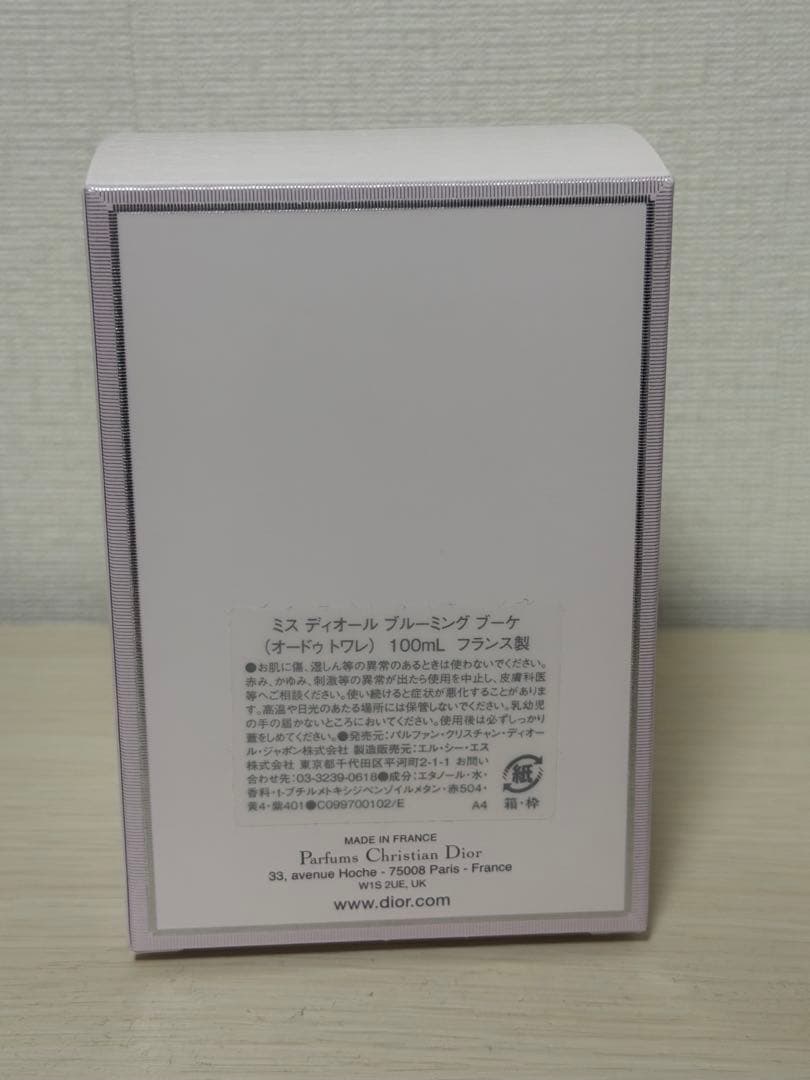 ミス ディオール ブルーミング ブーケ
（オードゥ トワレ） 100mL フランス製
●お肌に傷、湿しん等の異常のあるときは使わないでください。
赤み、かゆみ、刺激等の異常が出たら使用を中止し、皮膚科医
等へご相談ください。使い続けると症状が悪化することがありま
す。高温や日光のあたる場所には保管しないでください。乳幼児
の手の届かないところにおいてください。使用後は必ずしっかり
蓋をしめてください。●発売元：パルファン・クリスチャン・ディオー
ル・ジャポン株式会社 製造販売元：エル・シー・エス
株式会社 東京都千代田区平河町2-1-1 お問い
合わせ先：03-3239-0618●成分：エタノール・水・
香料・t-ブチルメトキシジベンゾイルメタン・赤504・
黄4・紫401●C099700102/E A4
紙
箱・枠
MADE IN FRANCE
Parfums Christian Dior
33, avenue Hoche - 75008 Paris - France
W1S 2UE, UK
www.dior.com